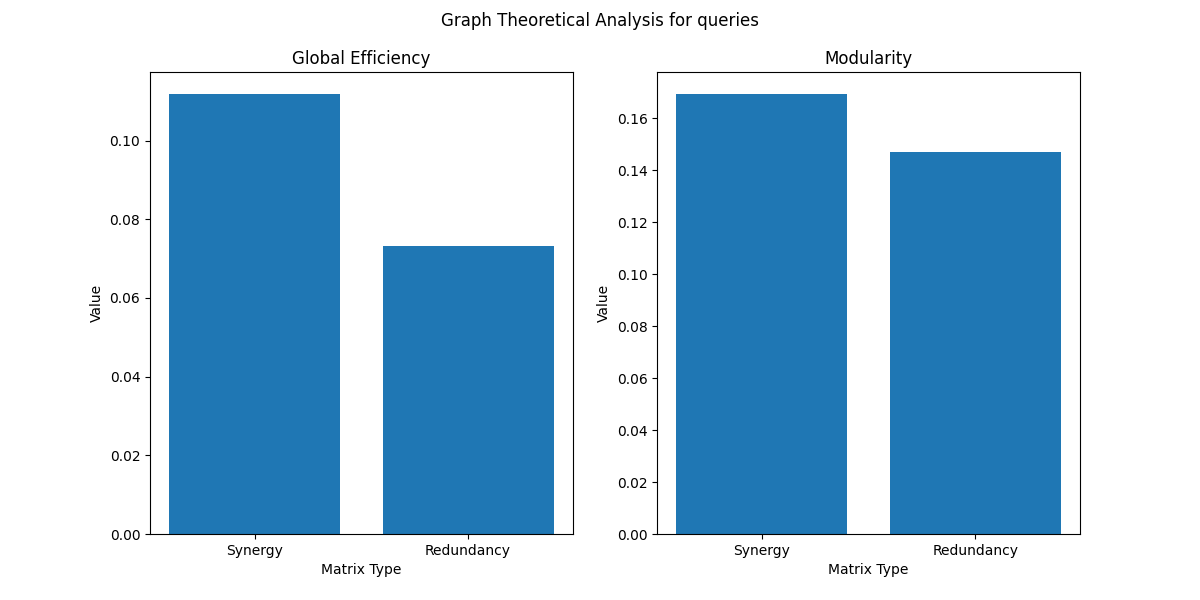 Graph Theoretical Analysis for queries
Global Efficiency
Value
0.10
0.08
0.06
0.04
0.02
0.00
Synergy
Redundancy
Matrix Type
Modularity
Value
0.16
0.14
0.12
0.10
0.08
0.06
0.04
0.02
0.00
Synergy
Redundancy
Matrix Type